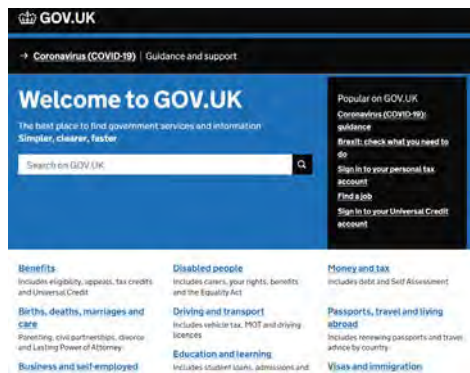 GOV.UK
→ Coronavirus (COVID-19) | Guidance and support
Welcome to GOV.UK
The best place to find government services and information
Simpler, clearer, faster
Search on GOV.UK
Popular on GOV.UK
Coronavirus (COVID-19):
guidance
Brexit: check what you need to
do
Sign in to your personal tax
account
Find a job
Sign in to your Universal Credit
account
Benefits
Includes eligibility, appeals, tax credits
and Universal Credit
Births, deaths, marriages and
care
Parenting, civil partnerships, divorce
and Lasting Power of Attorney
Business and self-employed
Disabled people
Includes carers, your rights, benefits
and the Equality Act
Driving and transport
Includes vehicle tax, MOT and driving
licences
Education and learning
Includes student loans, admissions and
Money and tax
Includes debt and Self Assessment
Passports, travel and living
abroad
Includes renewing passports and travel
advice by country
Visas and immigration